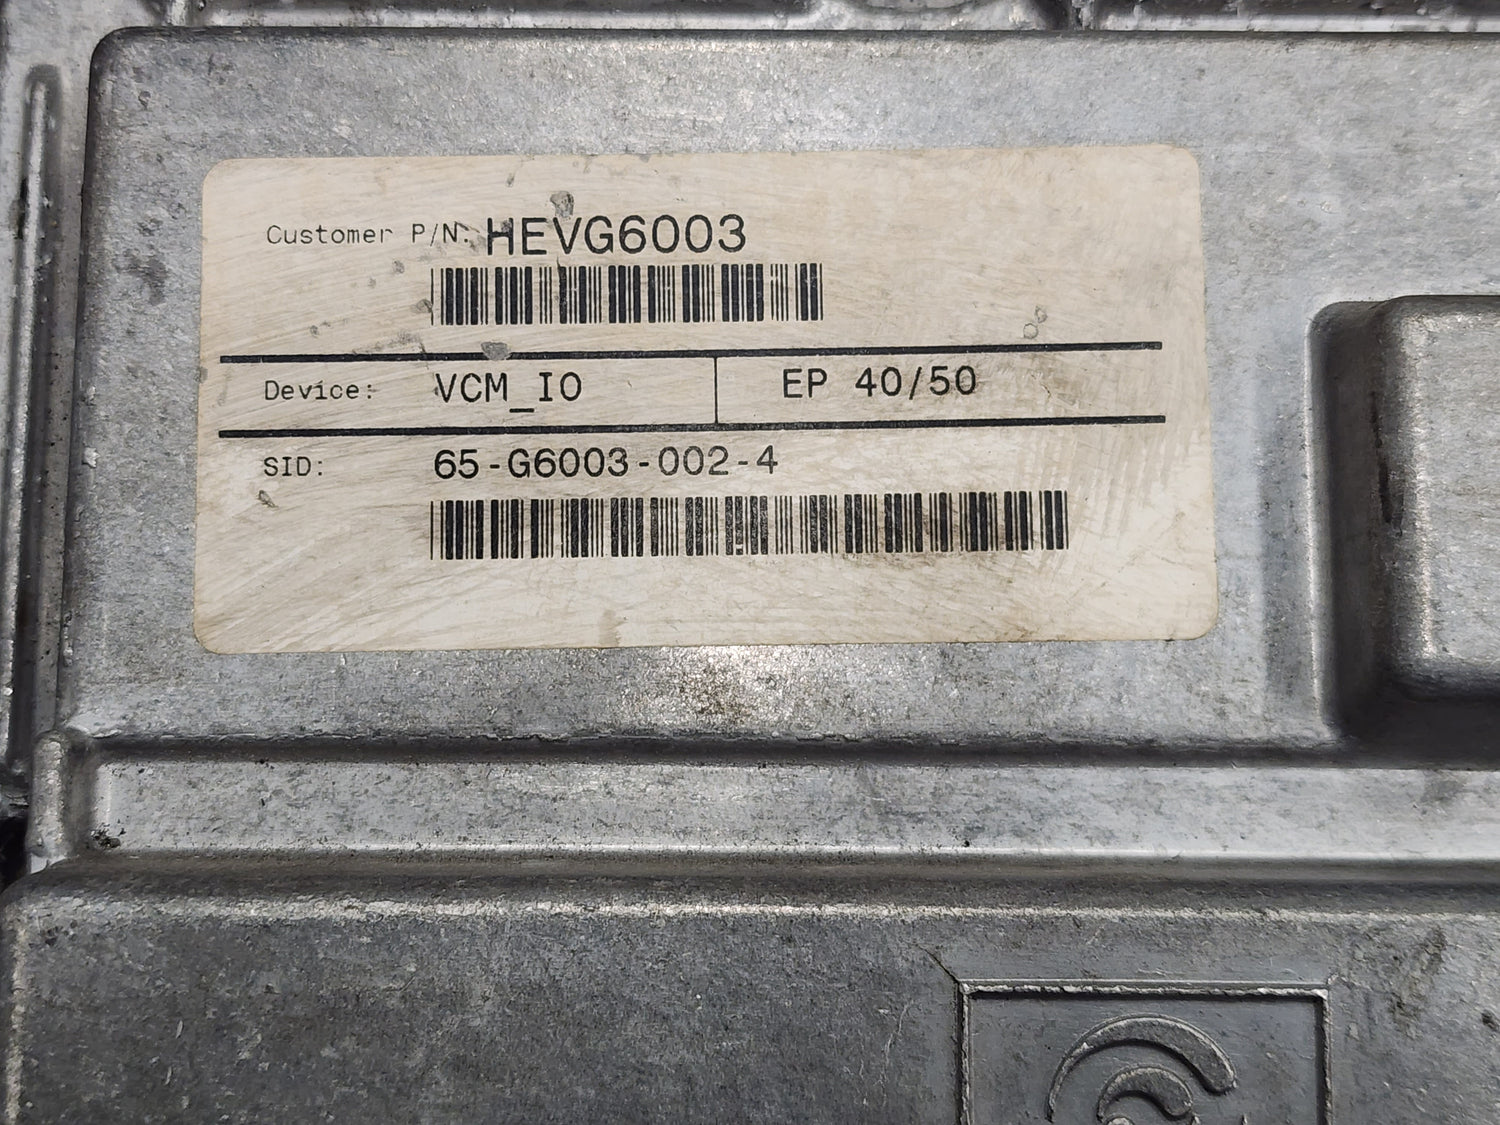 Customer P/N: HEVG6003
Device: VCM_IO EP 40/50
SID: 65-G6003-002-4